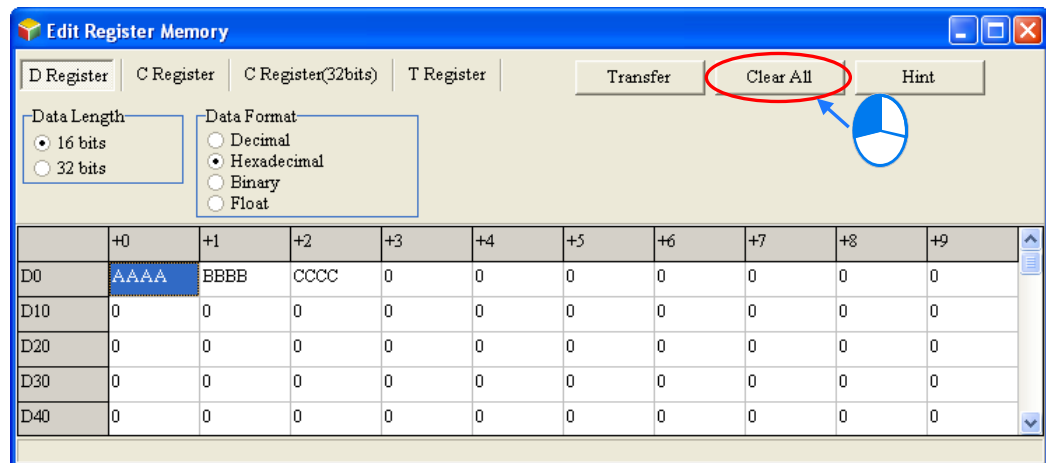 Edit Register Memory
D Register C Register C Register(32bits) T Register Transfer Clear All Hint
Data Length Data Format
16 bits Decimal
32 bits Hexadecimal
Binary
Float
+0 +1 +2 +3 +4 +5 +6 +7 +8 +9
D0 AAAA BBBB CCCC 0 0 0 0 0 0 0
D10 0 0 0 0 0 0 0 0 0 0
D20 0 0 0 0 0 0 0 0 0 0
D30 0 0 0 0 0 0 0 0 0 0
D40 0 0 0 0 0 0 0 0 0 0